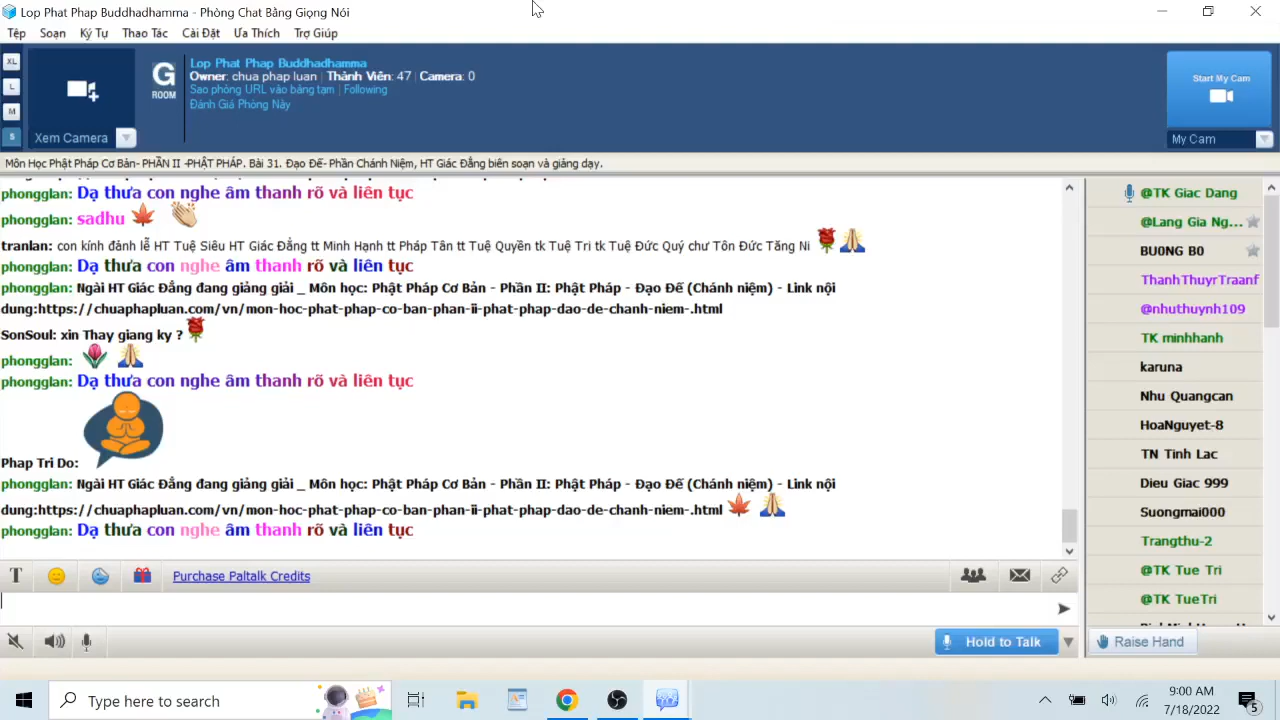 Lop Phat Phap Buddhadhamma - Phòng Chat Bằng Giọng Nói
Tệp Soạn Ký Tự Thao Tác Cài Đặt Ưa Thích Trợ Giúp
XL
L
M
S
Xem Camera
G
ROOM
Lop Phat Phap Buddhadhamma
Owner: chua phap luan | Thành Viên: 47 | Camera: 0
Sao phòng URL vào bảng tạm | Following
Đánh Giá Phòng Này
Start My Cam
My Cam
Môn Học Phật Pháp Cơ Bản- PHẦN II -PHẬT PHÁP. Bài 31. Đạo Đế- Phần Chánh Niệm, HT Giác Đẳng biên soạn và giảng dạy.
phongglan: Dạ thưa con nghe âm thanh rõ và liên tục
phongglan: sadhu
tranlan: con kính đảnh lễ HT Tuệ Siêu HT Giác Đẳng tt Minh Hạnh tt Pháp Tân tt Tuệ Quyền tk Tuệ Tri tk Tuệ Đức Quý chư Tôn Đức Tăng Ni
phongglan: Dạ thưa con nghe âm thanh rõ và liên tục
phongglan: Ngài HT Giác Đẳng đang giảng giải _ Môn học: Phật Pháp Cơ Bản - Phần II: Phật Pháp - Đạo Đế (Chánh niệm) - Link nội
dung:https://chuaphapluan.com/vn/mon-hoc-phat-phap-co-ban-phan-ii-phat-phap-dao-de-chanh-niem-.html
SonSoul: xin Thay giang ky ?
phongglan:
phongglan: Dạ thưa con nghe âm thanh rõ và liên tục
Phap Tri Do:
phongglan: Ngài HT Giác Đẳng đang giảng giải _ Môn học: Phật Pháp Cơ Bản - Phần II: Phật Pháp - Đạo Đế (Chánh niệm) - Link nội
dung:https://chuaphapluan.com/vn/mon-hoc-phat-phap-co-ban-phan-ii-phat-phap-dao-de-chanh-niem-.html
phongglan: Dạ thưa con nghe âm thanh rõ và liên tục
@TK Giac Dang
@Lang Gia Ng...
BU0NG B0
ThanhThuyrTraanf
@nhuthuynh109
TK minhhanh
karuna
Nhu Quangcan
HoaNguyet-8
TN Tinh Lac
Dieu Giac 999
Suongmai000
Trangthu-2
@TK Tue Tri
@TK TueTri
T
Purchase Paltalk Credits
Hold to Talk
Raise Hand
Type here to search
9:00 AM
7/18/2022
5